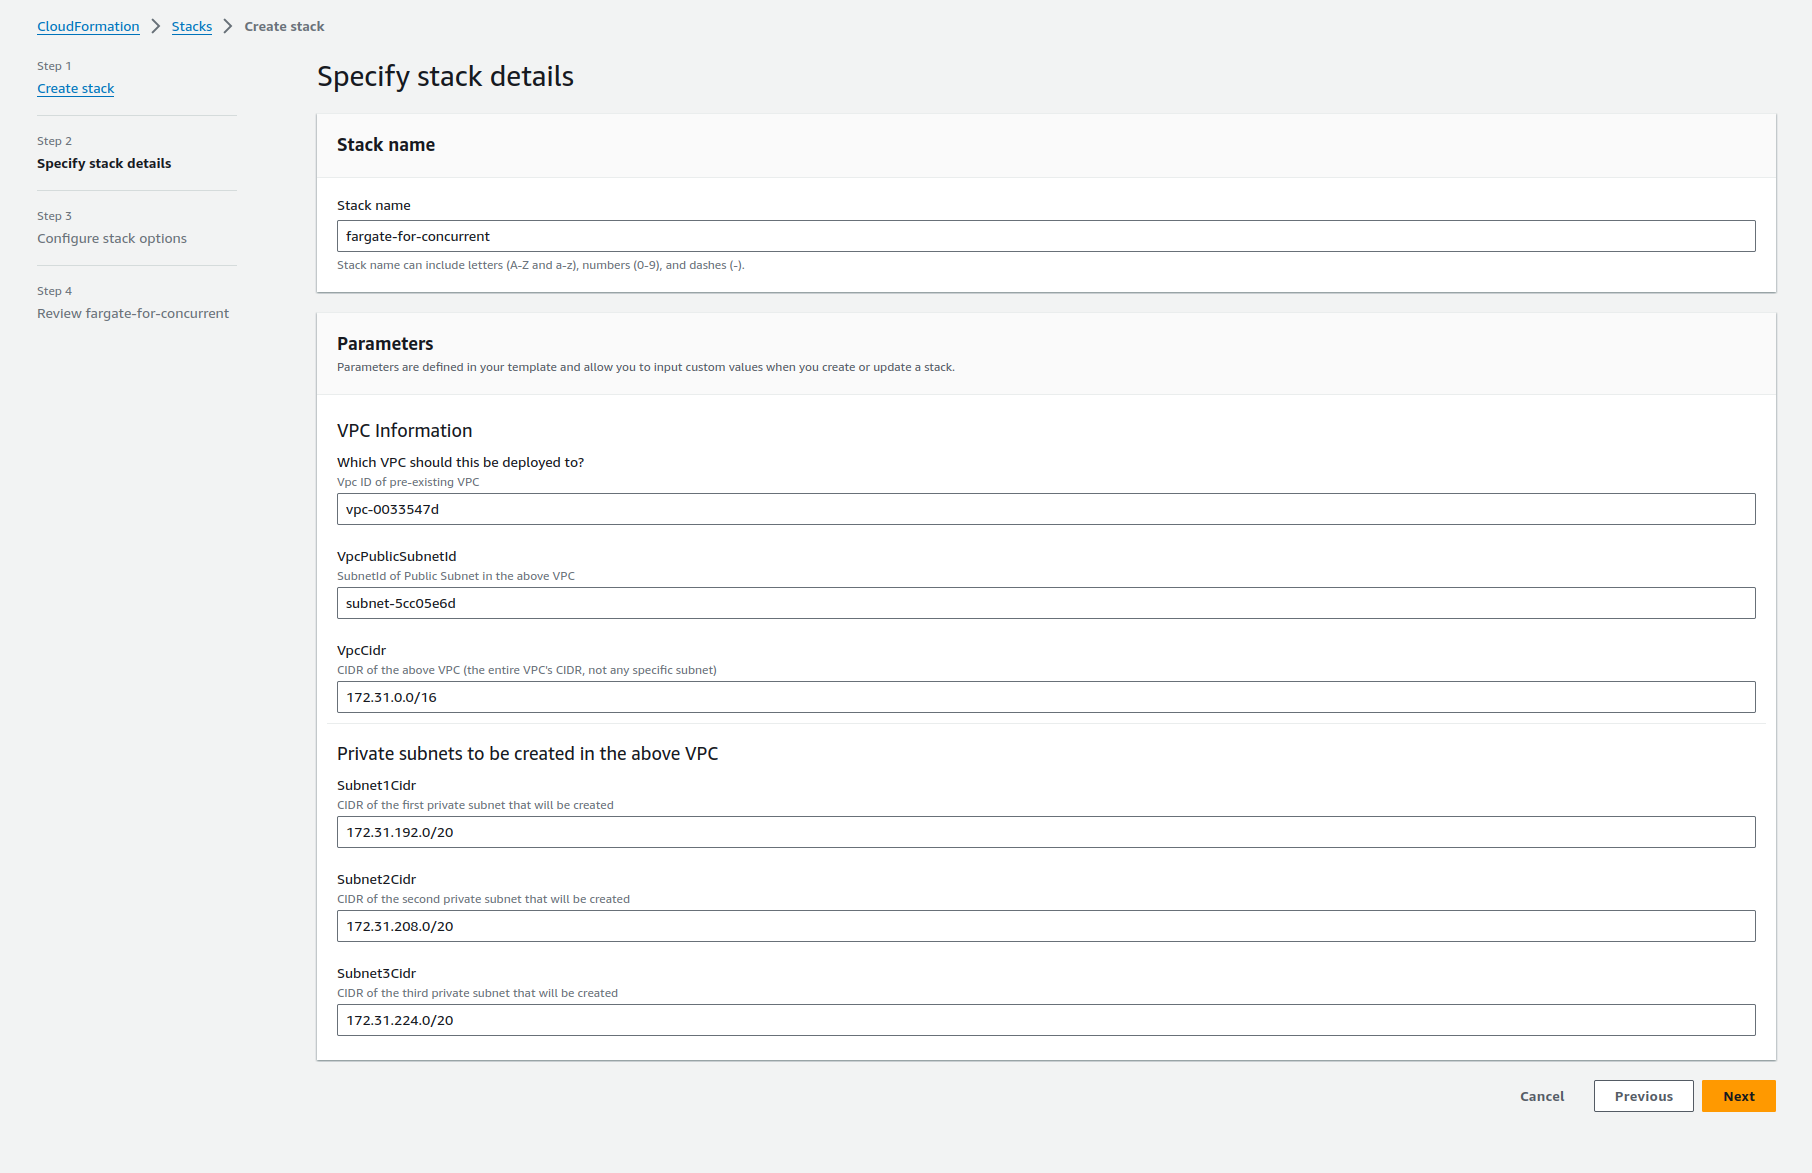 CloudFormation > Stacks > Create stack
Step 1
Create stack
Step 2
Specify stack details
Step 3
Configure stack options
Step 4
Review fargate-for-concurrent
Specify stack details
Stack name
Stack name
fargate-for-concurrent
Stack name can include letters (A-Z and a-z), numbers (0-9), and dashes (-).
Parameters
Parameters are defined in your template and allow you to input custom values when you create or update a stack.
VPC Information
Which VPC should this be deployed to?
Vpc ID of pre-existing VPC
vpc-0033547d
VpcPublicSubnetId
SubnetId of Public Subnet in the above VPC
subnet-5cc05e6d
VpcCidr
CIDR of the above VPC (the entire VPC's CIDR, not any specific subnet)
172.31.0.0/16
Private subnets to be created in the above VPC
Subnet1Cidr
CIDR of the first private subnet that will be created
172.31.192.0/20
Subnet2Cidr
CIDR of the second private subnet that will be created
172.31.208.0/20
Subnet3Cidr
CIDR of the third private subnet that will be created
172.31.224.0/20
Cancel Previous Next